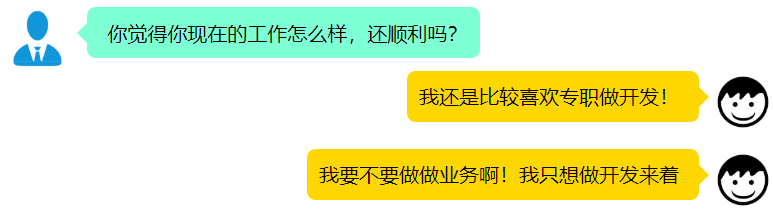 你觉得你现在的工作怎么样，还顺利吗？
我还是比较喜欢专职做开发！
我要不要做做业务啊！我只想做开发来着